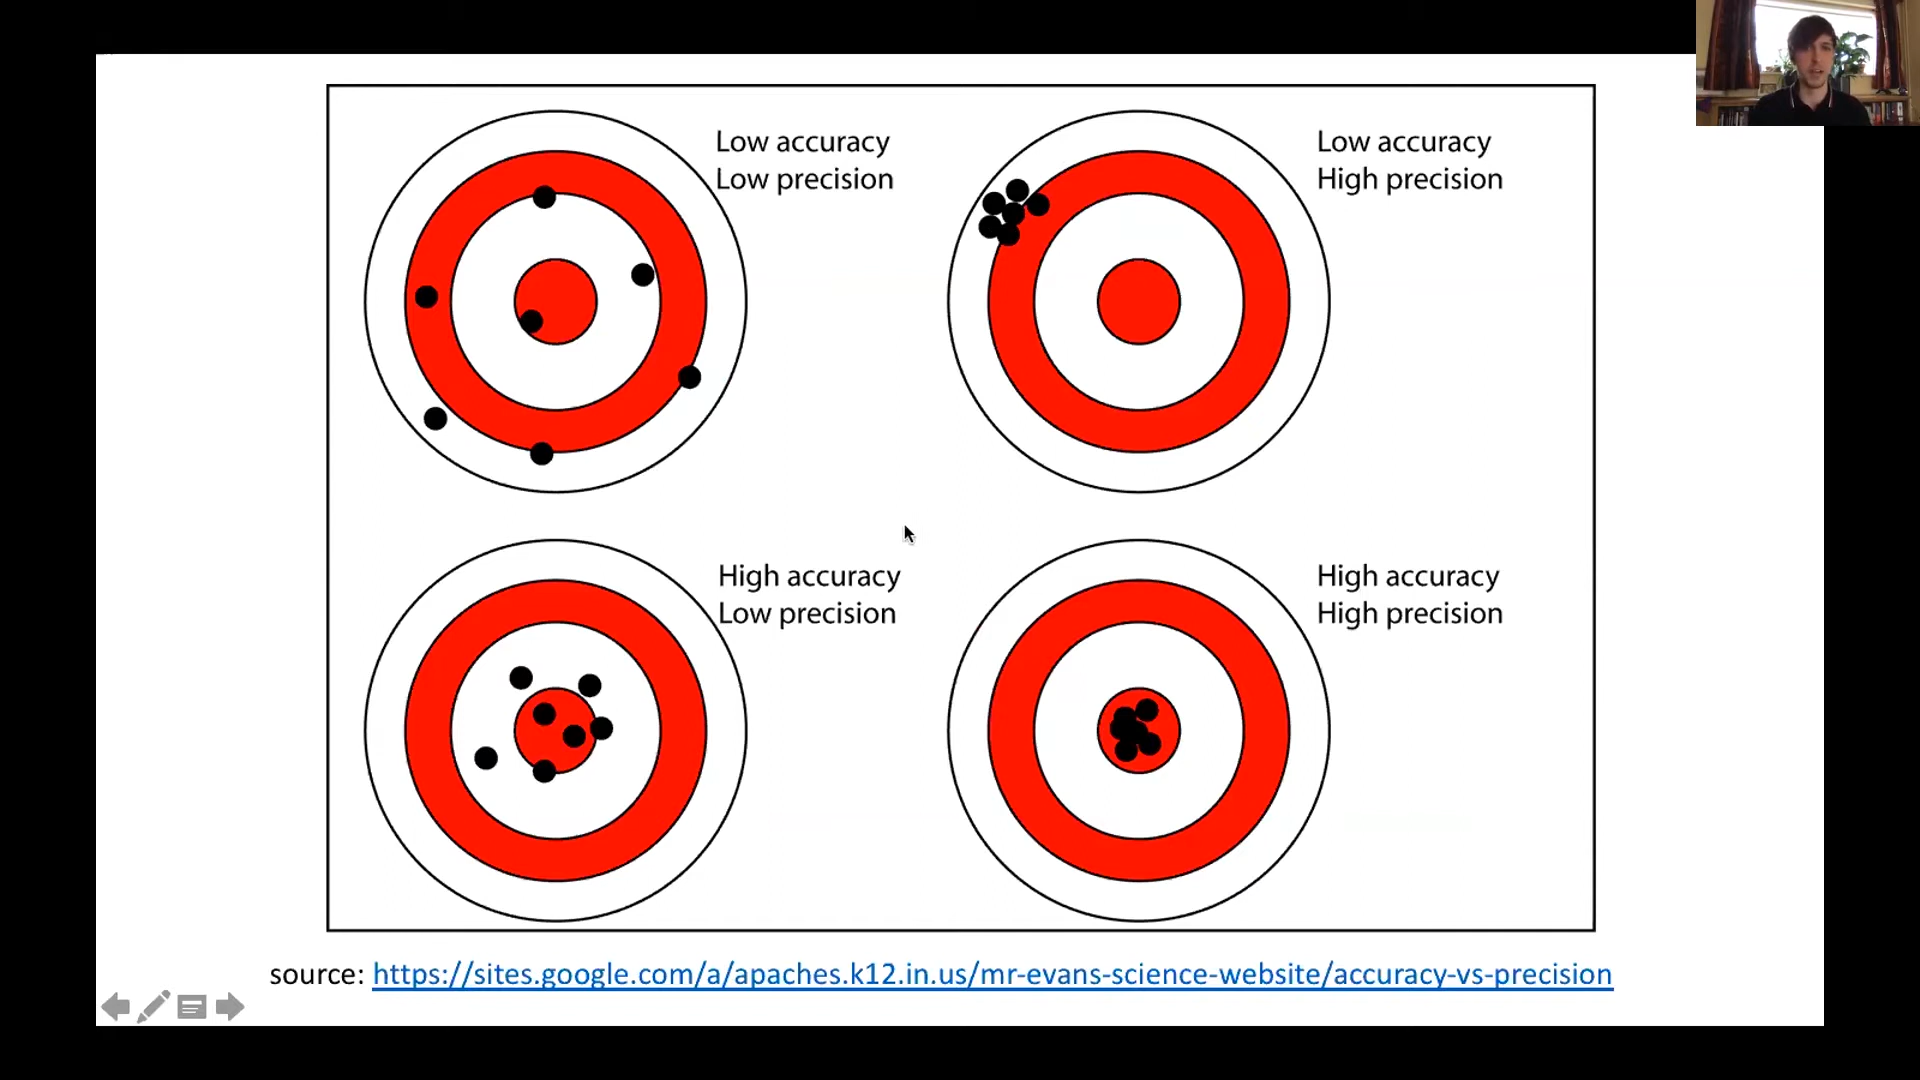 Low accuracy
Low precision
Low accuracy
High precision
High accuracy
Low precision
High accuracy
High precision
source: https://sites.google.com/a/apaches.k12.in.us/mr-evans-science-website/accuracy-vs-precision